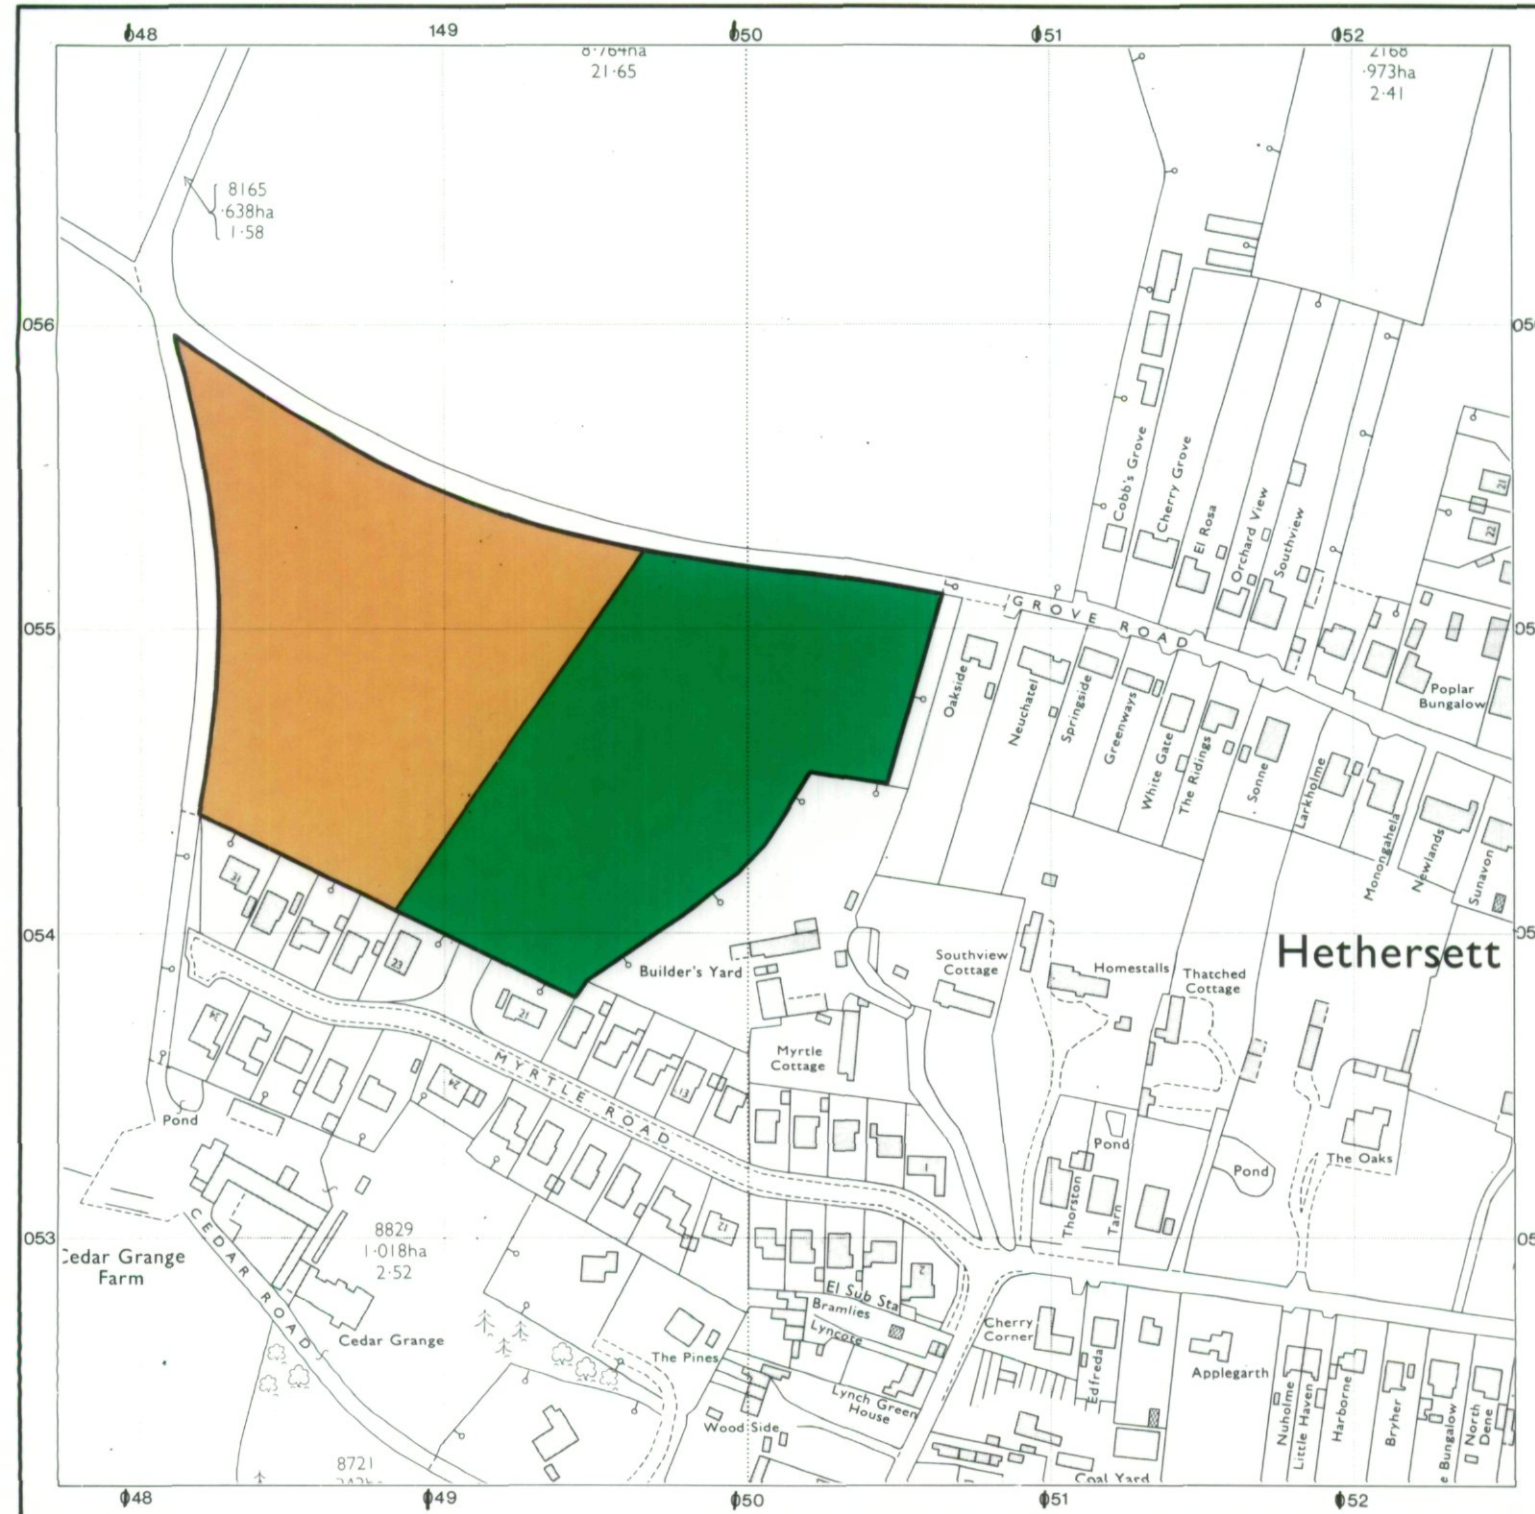 048
149
050
051
052
8·764ha
21·65
2168
·973ha
2·41
8165
·638ha
1·58
056
Cobb's Grove
Cherry Grove
El Rosa
Orchard View
Southview
21
22
055
GROVE ROAD
Oakside
Neuchatel
Springside
Greenways
White Gate
The Ridings
Sonne
Larkholme
Monongahela
Newlands
Sunavon
Poplar
Bungalow
31
23
21
054
Builder's Yard
Southview
Cottage
Homestalls
Thatched
Cottage
Hethersett
34
24
MYRTLE ROAD
13
Myrtle
Cottage
Pond
Pond
Pond
The Oaks
1
Thorston
Tarn
12
2
053
Cedar Grange
Farm
CEDAR ROAD
8829
1·018ha
2·52
Cedar Grange
El Sub Sta
Bramlies
Lyncote
The Pines
Lynch Green
House
Wood Side
Cherry
Corner
Edfreda
Applegarth
Nuholme
Little Haven
Harborne
Bryher
e Bungalow
North
Dene
Coal Yard
8721
048
049
050
051
052